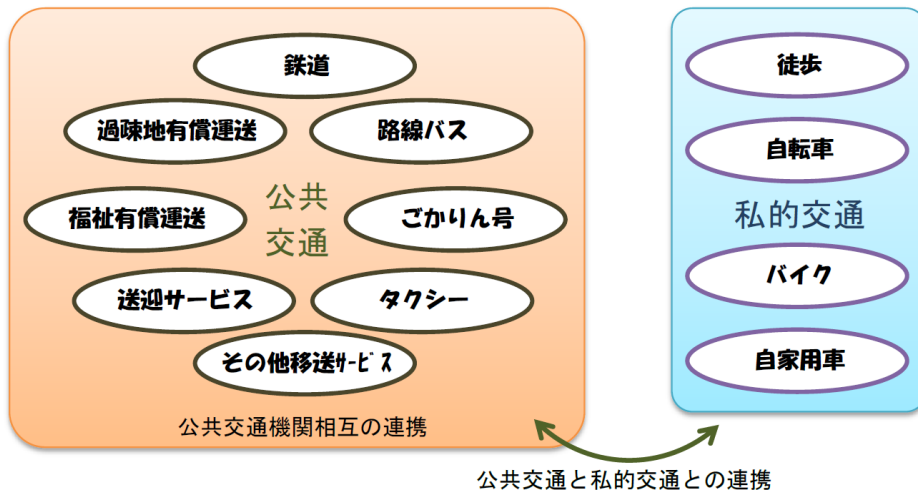 鉄道
過疎地有償運送
路線バス
福祉有償運送
公共
交通
ごかりん号
送迎サービス
タクシー
その他移送ｻｰﾋﾞｽ
公共交通機関相互の連携
徒歩
自転車
私的交通
バイク
自家用車
公共交通と私的交通との連携